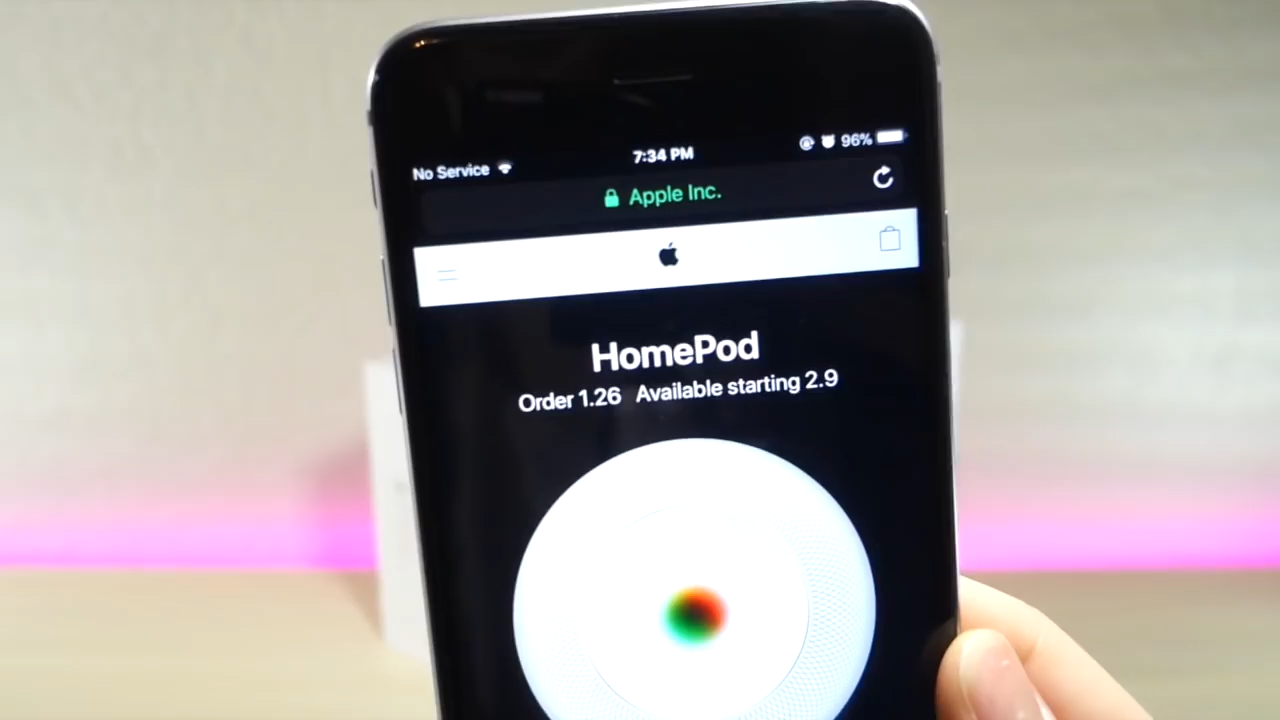 No Service 7:34 PM 96%
Apple Inc.
HomePod
Order 1.26 Available starting 2.9